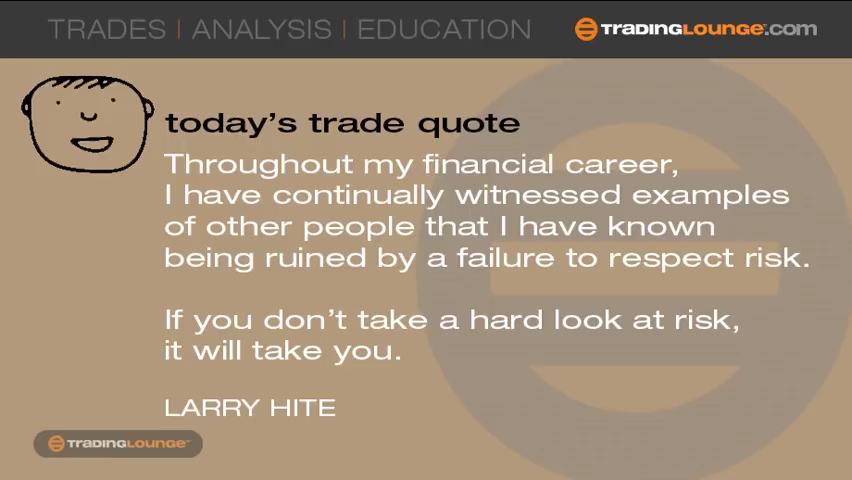 TRADES | ANALYSIS | EDUCATION
TRADINGLOUNGE™.COM
today's trade quote
Throughout my financial career,
I have continually witnessed examples
of other people that I have known
being ruined by a failure to respect risk.
If you don't take a hard look at risk,
it will take you.
LARRY HITE
TRADINGLOUNGE™